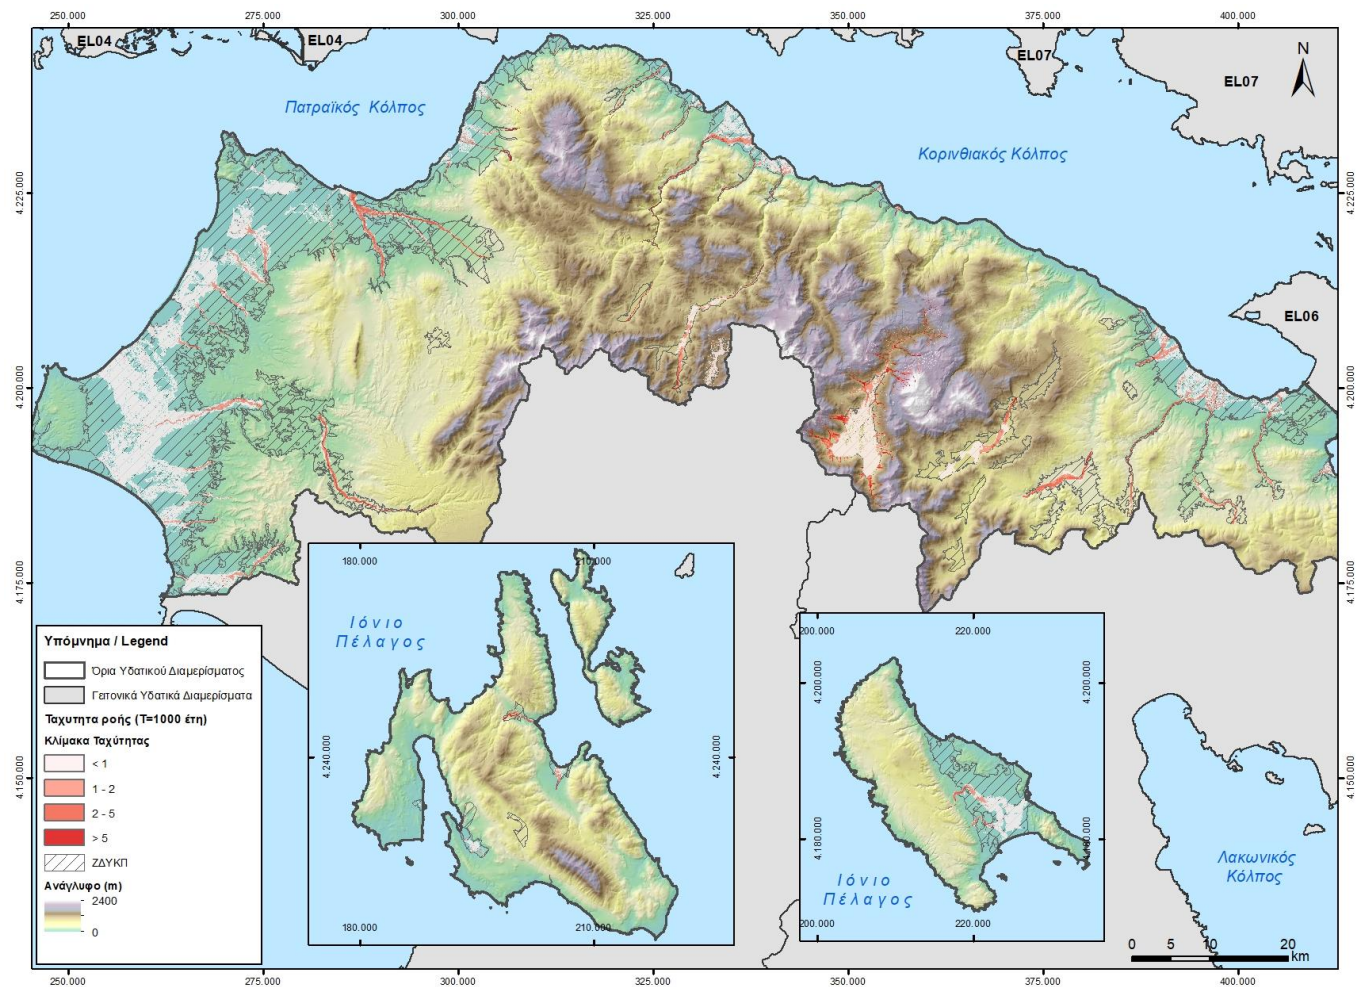 250.000 275.000 300.000 325.000 350.000 375.000 400.000
EL04 EL04 EL07
EL07
N
Πατραϊκός Κόλπος
Κορινθιακός Κόλπος
4.225.000 4.225.000
EL06
4.200.000 4.200.000
4.175.000 4.175.000
180.000 210.000
Ιόνιο
Πέλαγος
4.240.000 4.240.000
180.000 210.000
200.000 220.000
4.200.000 4.200.000
4.180.000 4.180.000
Ιόνιο
Πέλαγος
200.000 220.000
Υπόμνημα / Legend
Όρια Υδατικού Διαμερίσματος
Γειτονικά Υδατικά Διαμερίσματα
Ταχυτητα ροής (T=1000 έτη)
Κλίμακα Ταχύτητας
< 1
1 - 2
2 - 5
> 5
ΖΔΥΚΠ
Ανάγλυφο (m)
2400
0
4.150.000 4.150.000
Λακωνικός
Κόλπος
0 5 10 20
km
250.000 275.000 300.000 325.000 350.000 375.000 400.000